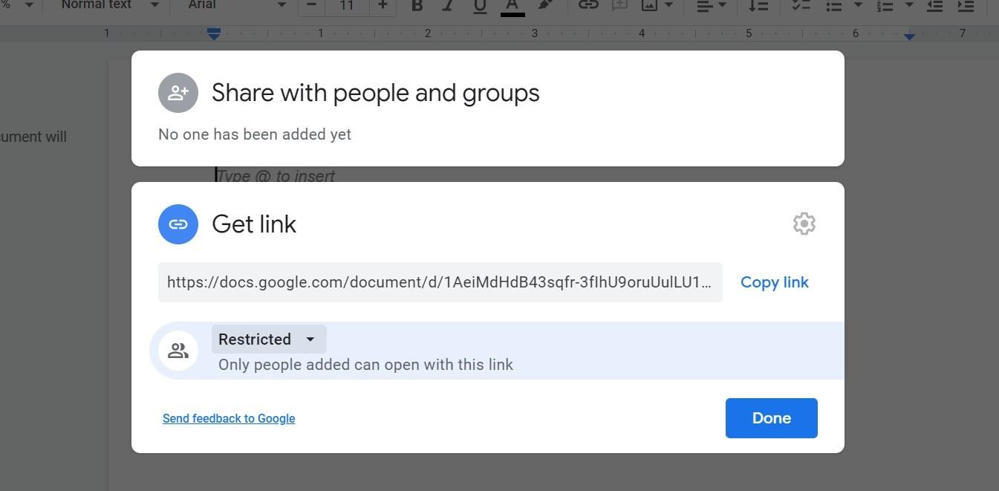 % Normal text Arial 11 B I U A
1 1 2 3 4 5 6 7
Share with people and groups
cument will
No one has been added yet
Type @ to insert
Get link
https://docs.google.com/document/d/1AeiMdHdB43sqfr-3fIhU9oruUulLU1... Copy link
Restricted
Only people added can open with this link
Send feedback to Google Done